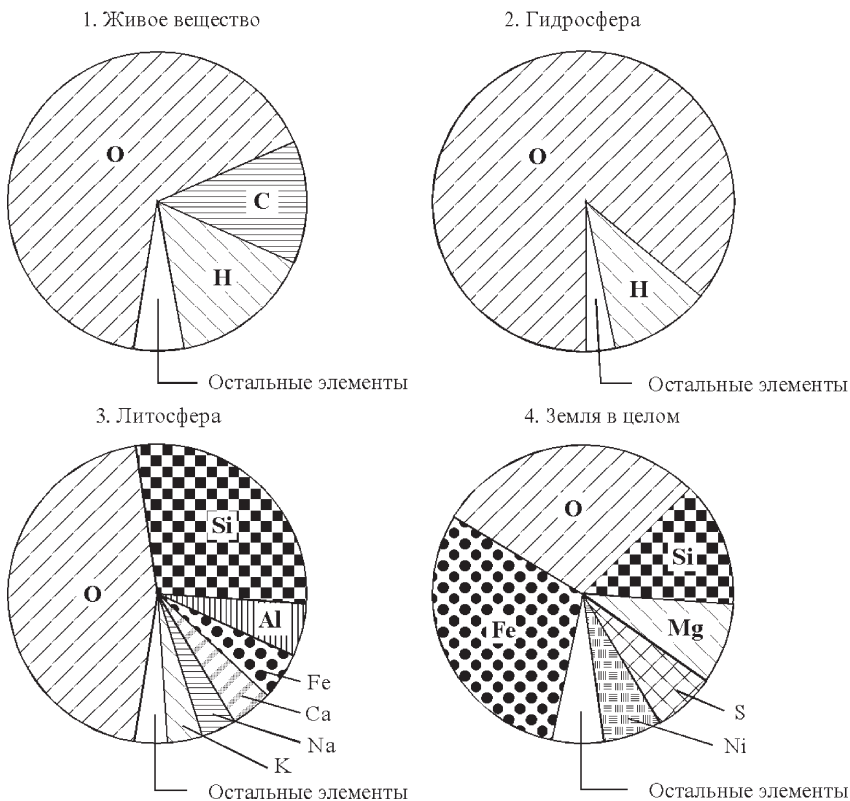 1. Живое вещество
O
C
H
Остальные элементы
2. Гидросфера
O
H
Остальные элементы
3. Литосфера
O
Si
Al
Fe
Ca
Na
K
Остальные элементы
4. Земля в целом
O
Si
Mg
Fe
S
Ni
Остальные элементы